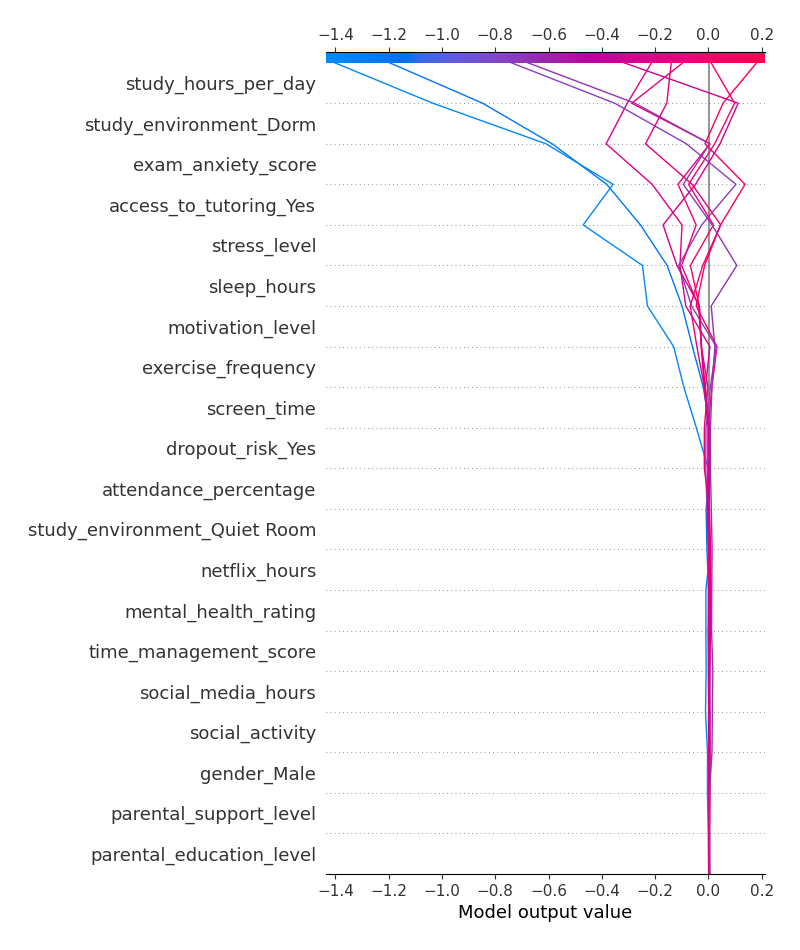 −1.4 −1.2 −1.0 −0.8 −0.6 −0.4 −0.2 0.0 0.2
study_hours_per_day
study_environment_Dorm
exam_anxiety_score
access_to_tutoring_Yes
stress_level
sleep_hours
motivation_level
exercise_frequency
screen_time
dropout_risk_Yes
attendance_percentage
study_environment_Quiet Room
netflix_hours
mental_health_rating
time_management_score
social_media_hours
social_activity
gender_Male
parental_support_level
parental_education_level
−1.4 −1.2 −1.0 −0.8 −0.6 −0.4 −0.2 0.0 0.2
Model output value